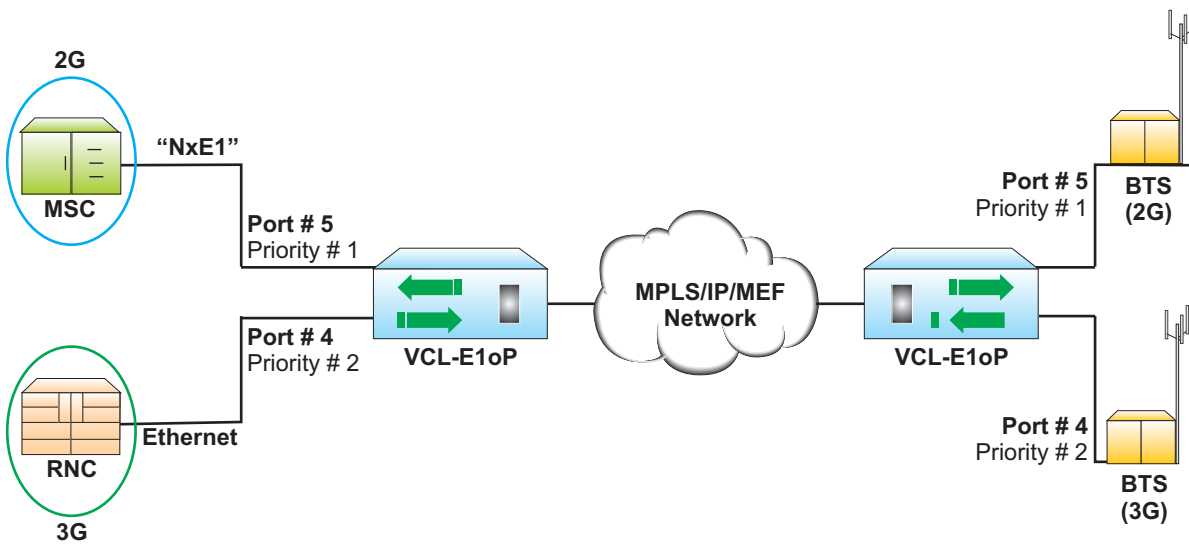 2G
MSC
“NxE1”
Port # 5
Priority # 1
Port # 4
Priority # 2
Ethernet
RNC
3G
VCL-E1oP
MPLS/IP/MEF
Network
VCL-E1oP
Port # 5
Priority # 1
BTS
(2G)
Port # 4
Priority # 2
BTS
(3G)